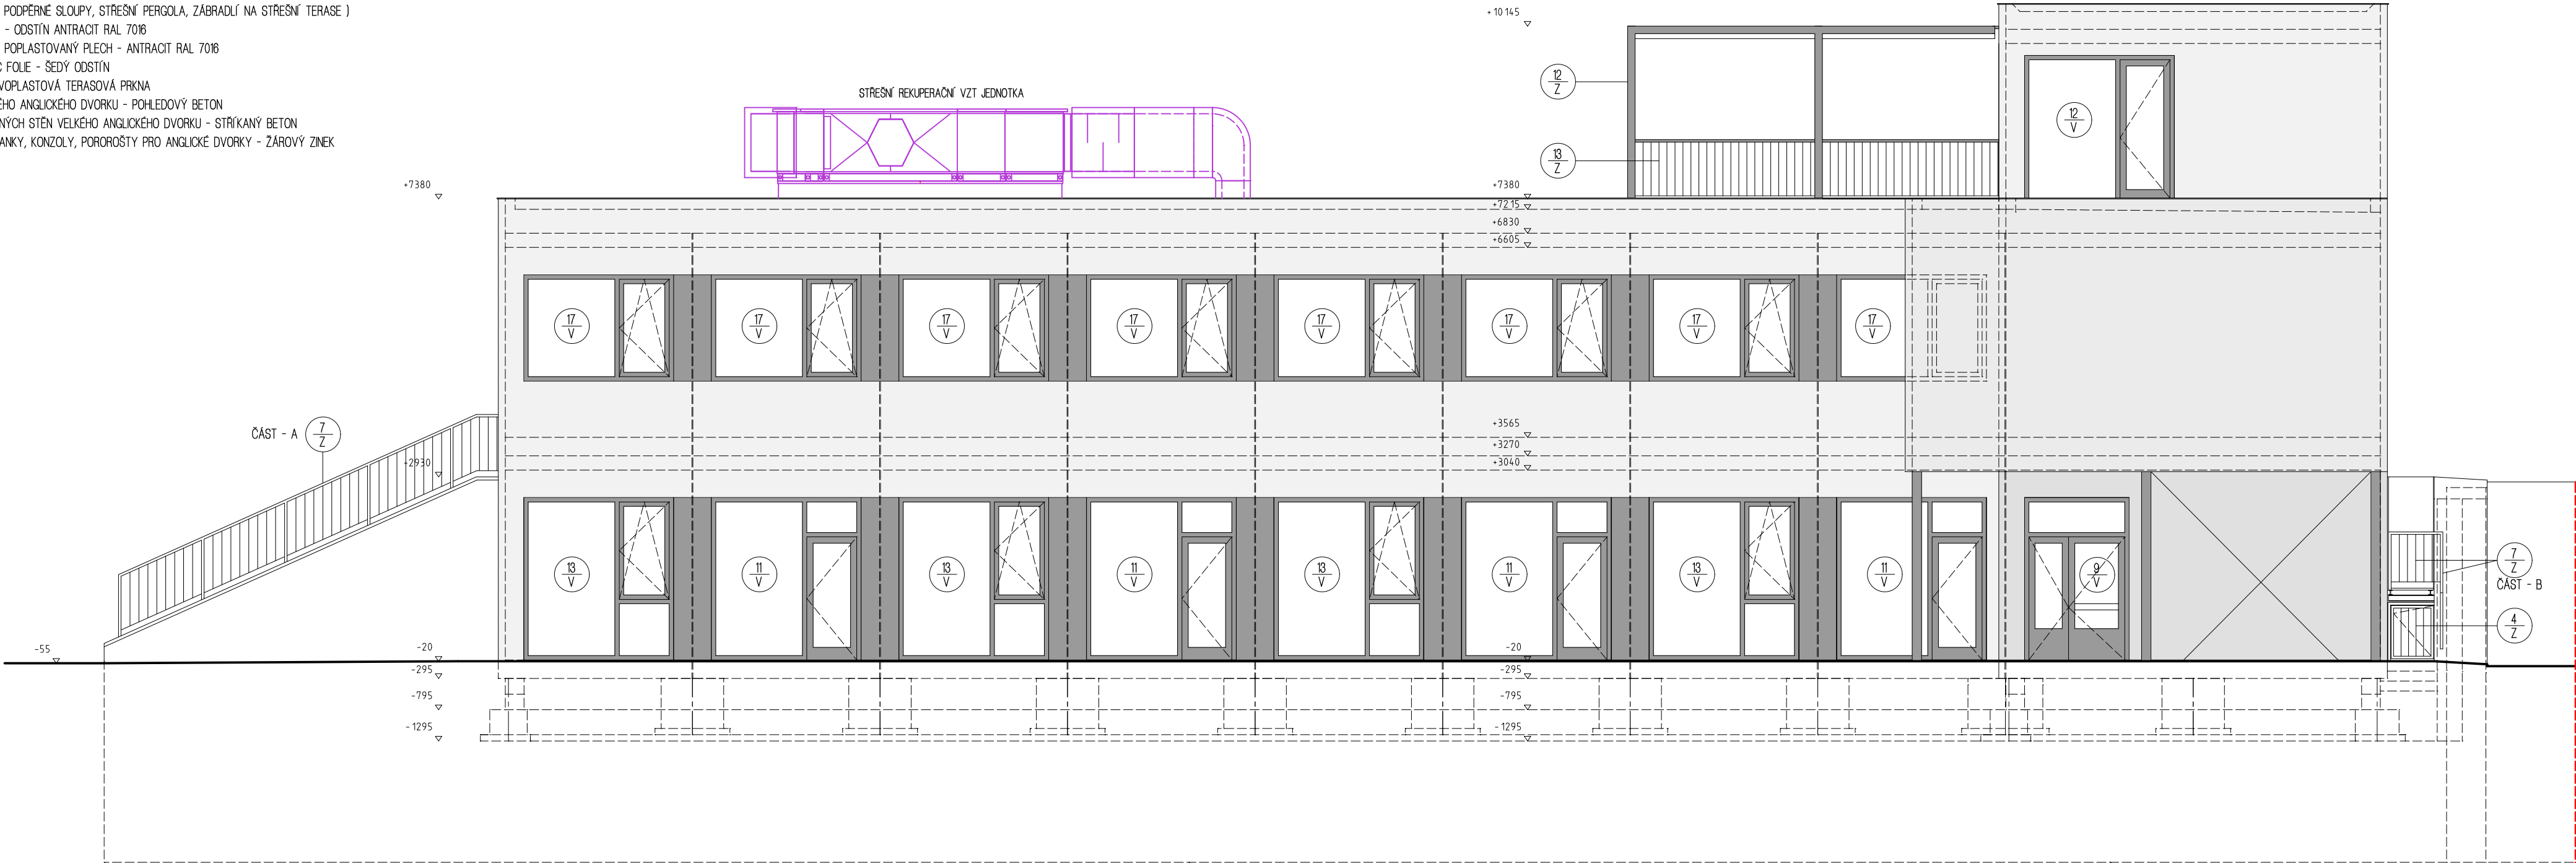 PODPĚRNÉ SLOUPY, STŘEŠNÍ PERGOLA, ZÁBRADLÍ NA STŘEŠNÍ TERASE )
- ODSTÍN ANTRACIT RAL 7016
POPLASTOVANÝ PLECH - ANTRACIT RAL 7016
FOLIE - ŠEDÝ ODSTÍN
VOPLASTOVÁ TERASOVÁ PRKNA
ÉHO ANGLICKÉHO DVORKU - POHLEDOVÝ BETON
NÝCH STĚN VELKÉHO ANGLICKÉHO DVORKU - STŘÍKANÝ BETON
ANKY, KONZOLY, POROROŠTY PRO ANGLICKÉ DVORKY - ŽÁROVÝ ZINEK
STŘEŠNÍ REKUPERAČNÍ VZT JEDNOTKA
+10145
12
Z
13
Z
12
V
+7380
+7380
+7215
+6830
+6605
17
V
17
V
17
V
17
V
17
V
17
V
17
V
17
V
ČÁST - A
7
Z
+2930
+3565
+3270
+3040
13
V
11
V
13
V
11
V
13
V
11
V
13
V
11
V
9
V
7
Z
ČÁST - B
4
Z
-55
-20
-295
-795
-1295
-20
-295
-795
-1295